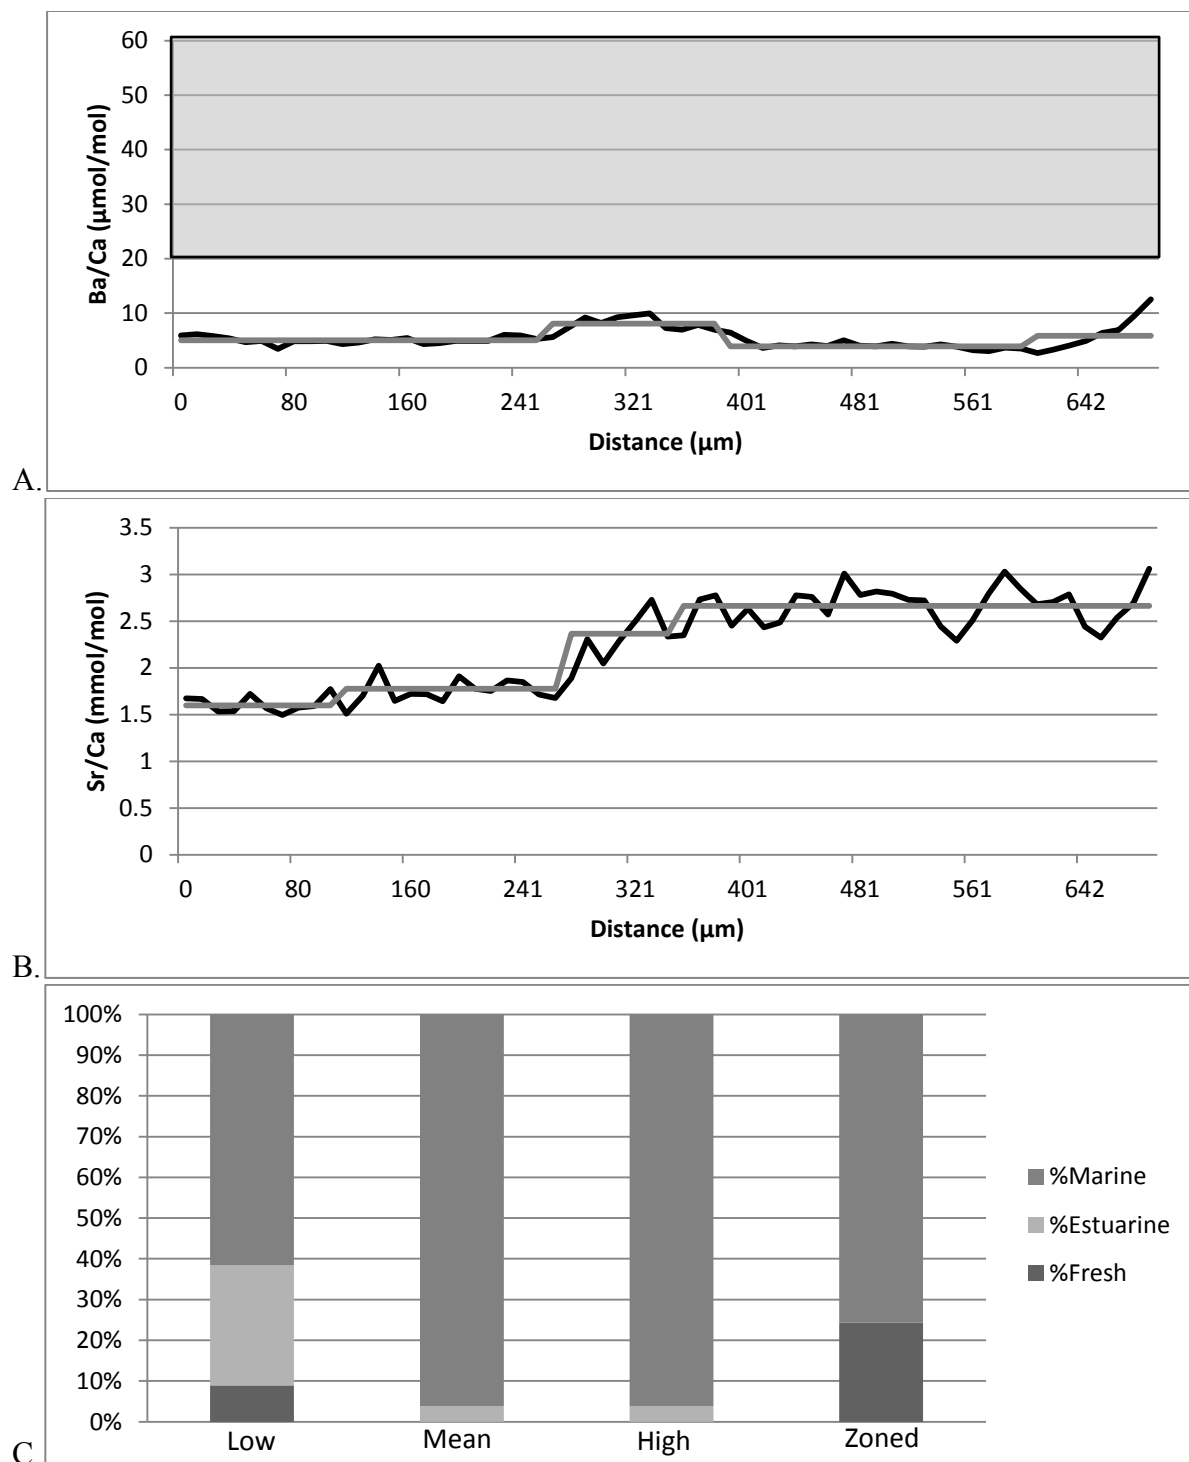 60
50
40
30
20
10
0
Ba/Ca (µmol/mol)
0 80 160 241 321 401 481 561 642
Distance (µm)
A.
3.5
3
2.5
2
1.5
1
0.5
0
Sr/Ca (mmol/mol)
0 80 160 241 321 401 481 561 642
Distance (µm)
B.
100%
90%
80%
70%
60%
50%
40%
30%
20%
10%
0%
Low Mean High Zoned
%Marine
%Estuarine
%Fresh
C